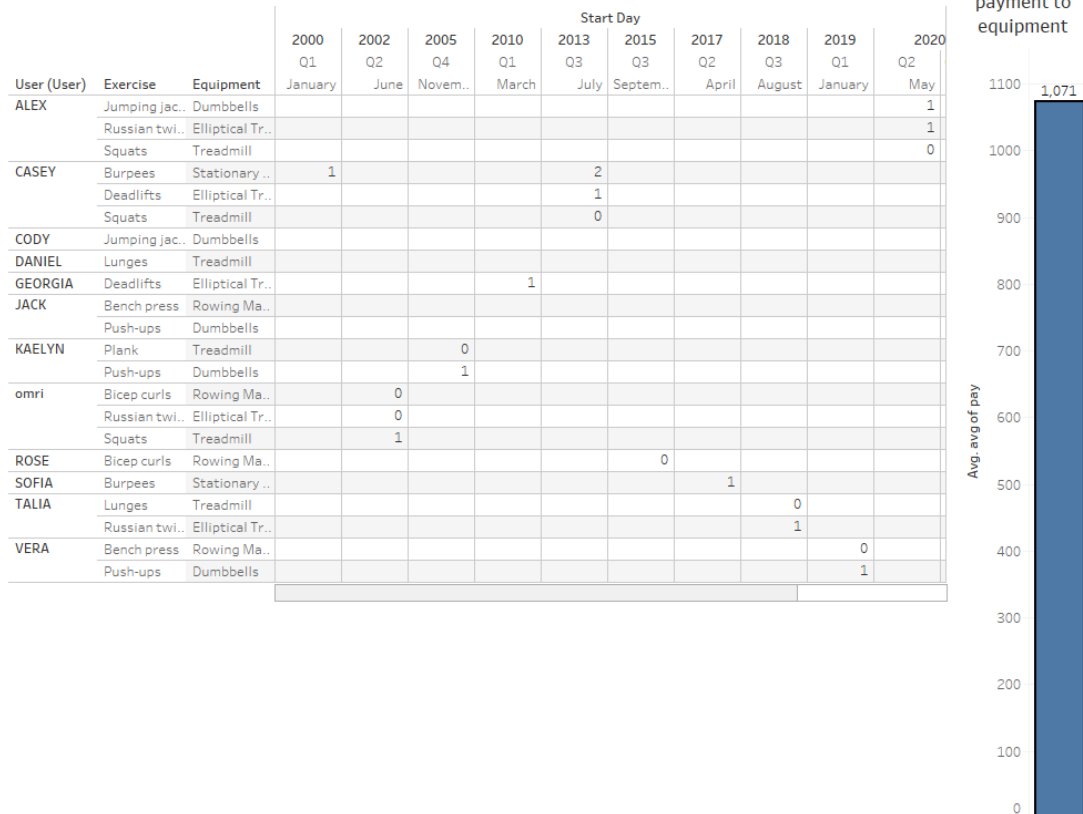 Start Day
2000 2002 2005 2010 2013 2015 2017 2018 2019 2020
Q1 Q2 Q4 Q1 Q3 Q3 Q2 Q3 Q1 Q2
User (User) Exercise Equipment January June Novem.. March July Septem.. April August January May
ALEX Jumping jac.. Dumbbells 1
Russian twi.. Elliptical Tr.. 1
Squats Treadmill 0
CASEY Burpees Stationary .. 1 2
Deadlifts Elliptical Tr.. 1
Squats Treadmill 0
CODY Jumping jac.. Dumbbells
DANIEL Lunges Treadmill
GEORGIA Deadlifts Elliptical Tr.. 1
JACK Bench press Rowing Ma..
Push-ups Dumbbells
KAELYN Plank Treadmill 0
Push-ups Dumbbells 1
omri Bicep curls Rowing Ma.. 0
Russian twi.. Elliptical Tr.. 0
Squats Treadmill 1
ROSE Bicep curls Rowing Ma.. 0
SOFIA Burpees Stationary .. 1
TALIA Lunges Treadmill 0
Russian twi.. Elliptical Tr.. 1
VERA Bench press Rowing Ma.. 0
Push-ups Dumbbells 1
payment to
equipment
1,071
1100
1000
900
800
700
600
500
400
300
200
100
0
Avg. avg of pay